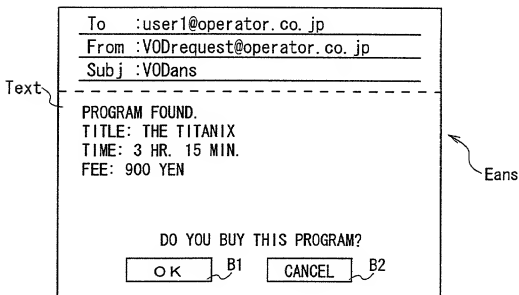 To :user1@operator.co.jp
From :VODrequest@operator.co.jp
Subj :VODans
Text
PROGRAM FOUND.
TITLE: THE TITANIX
TIME: 3 HR. 15 MIN.
FEE: 900 YEN
Eans
DO YOU BUY THIS PROGRAM?
OK B1 CANCEL B2